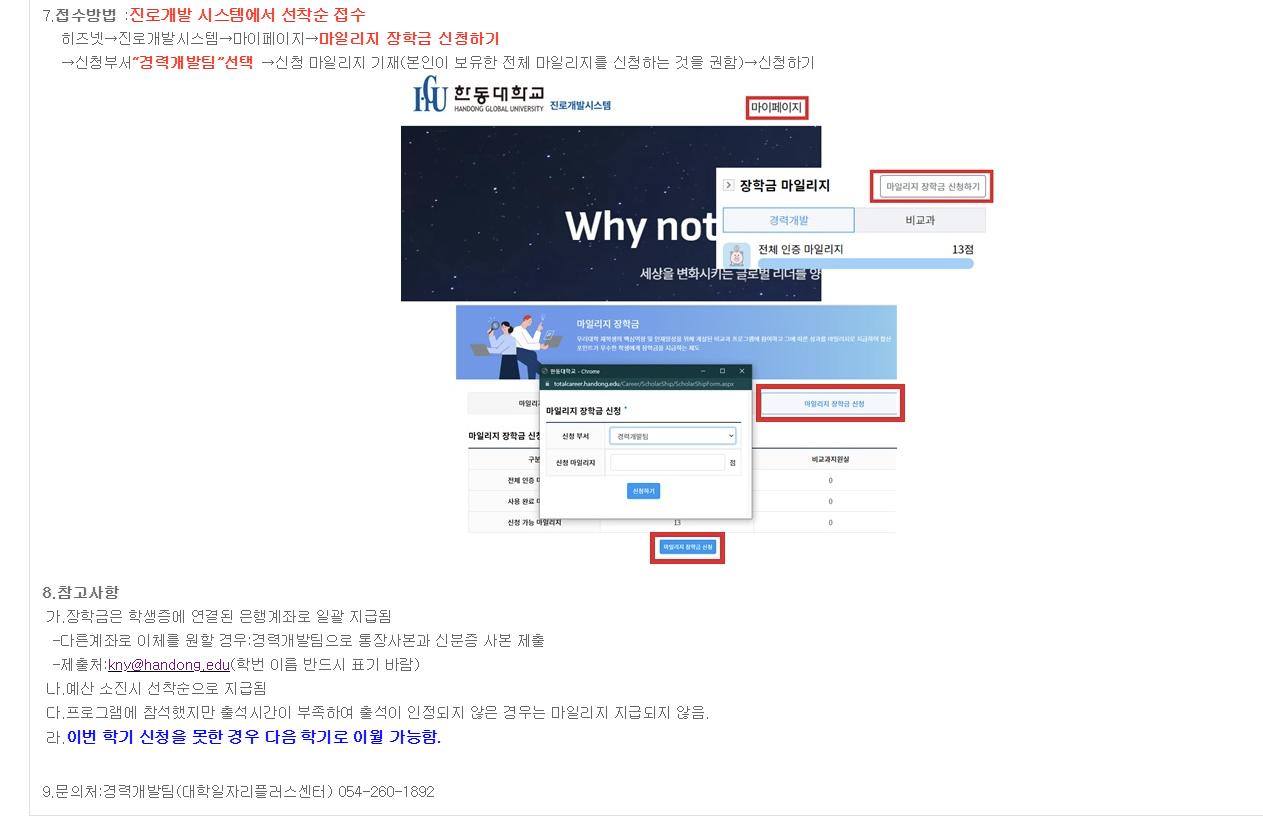 7.접수방법 :진로개발 시스템에서 선착순 접수
히즈넷→진로개발시스템→마이페이지→마일리지 장학금 신청하기
→신청부서“경력개발팀”선택 →신청 마일리지 기재(본인이 보유한 전체 마일리지를 신청하는 것을 권함)→신청하기
한동대학교
HANDONG GLOBAL UNIVERSITY 진로개발시스템
마이페이지
장학금 마일리지
마일리지 장학금 신청하기
경력개발 비교과
전체 인증 마일리지 13점
Why not
세상을 변화시키는 글로벌 리더를 양
마일리지 장학금
우리대학 재학생의 핵심역량 및 인재양성을 위해 개설된 비교과 프로그램에 참여하고 그에 따른 성과를 마일리지로 지급하여 합산
포인트가 우수한 학생에게 장학금을 지급하는 제도
한동대학교 - Chrome
totalcareer.handong.edu/Career/ScholarShip/ScholarShipForm.aspx
마일리지 장학금 신청 *
신청 부서 경력개발팀
신청 마일리지 점
신청하기
마일리지 장학금 신청
마일리지 장학금 신청
구분 비교과지원실
전체 인증 0
사용 완료 0
신청 가능 마일리지 13 0
마일리지 장학금 신청
8.참고사항
가.장학금은 학생증에 연결된 은행계좌로 일괄 지급됨
-다른계좌로 이체를 원할 경우:경력개발팀으로 통장사본과 신분증 사본 제출
-제출처:kny@handong.edu(학번 이름 반드시 표기 바람)
나.예산 소진시 선착순으로 지급됨
다.프로그램에 참석했지만 출석시간이 부족하여 출석이 인정되지 않은 경우는 마일리지 지급되지 않음.
라.이번 학기 신청을 못한 경우 다음 학기로 이월 가능함.
9.문의처:경력개발팀(대학일자리플러스센터) 054-260-1892